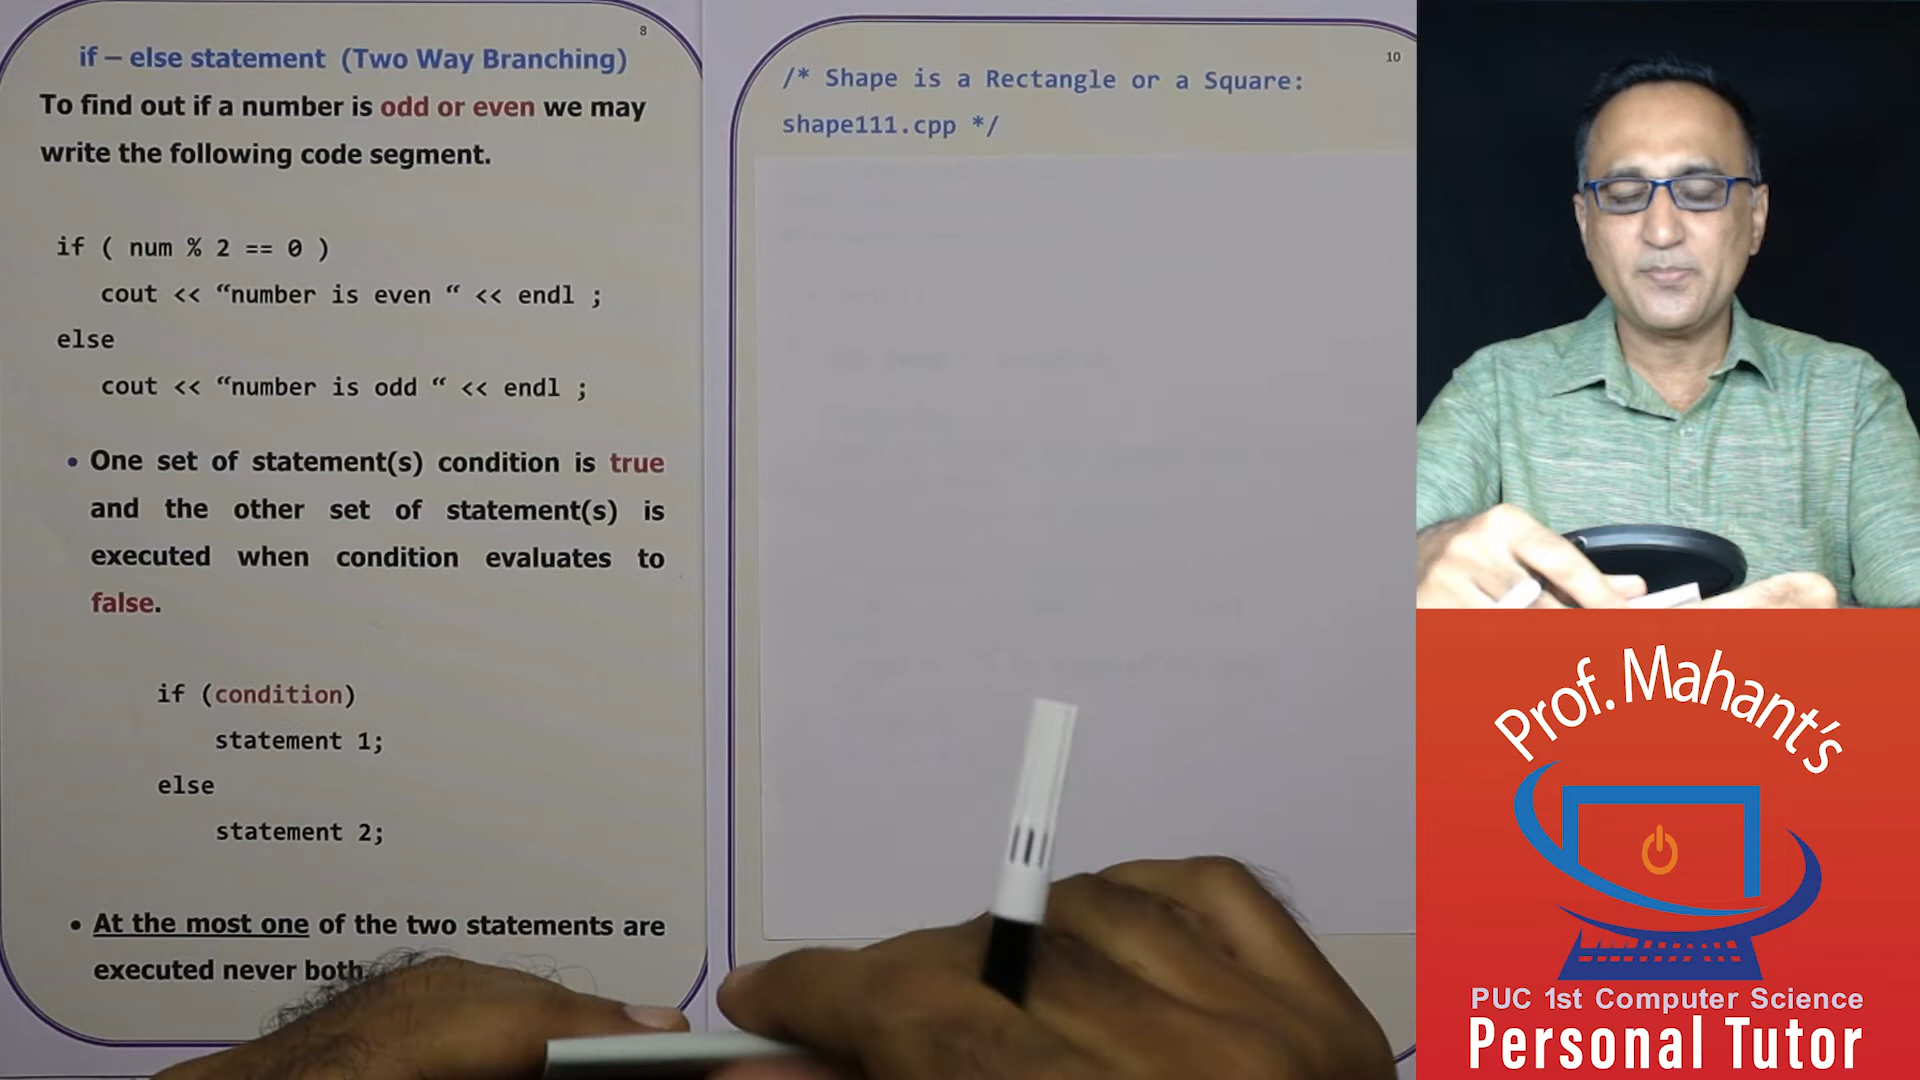 8
if – else statement (Two Way Branching)
To find out if a number is odd or even we may
write the following code segment.
if ( num % 2 == 0 )
cout << “number is even “ << endl ;
else
cout << “number is odd “ << endl ;
• One set of statement(s) condition is true
and the other set of statement(s) is
executed when condition evaluates to
false.
if (condition)
statement 1;
else
statement 2;
• At the most one of the two statements are
executed never both
10
/* Shape is a Rectangle or a Square:
shape111.cpp */
Prof. Mahant's
PUC 1st Computer Science
Personal Tutor